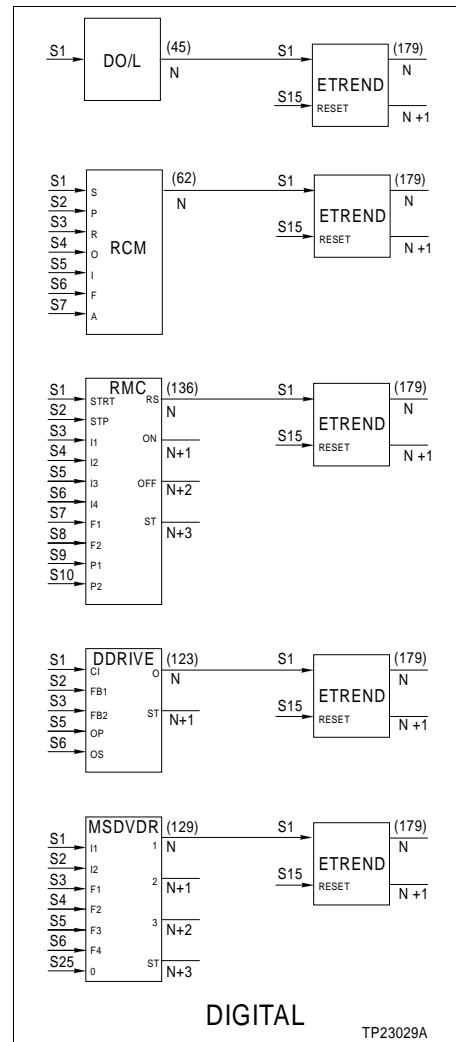 S1 DO/L (45) N S1 ETREND (179) N
S15 RESET N +1
S1 S RCM (62) N S1 ETREND (179) N
S2 P S15 RESET N +1
S3 R
S4 O
S5 I
S6 F
S7 A
RMC
S1 STRT RS (136) N S1 ETREND (179) N
S2 STP S15 RESET N +1
S3 I1 ON N+1
S4 I2
S5 I3 OFF N+2
S6 I4
S7 F1 ST N+3
S8 F2
S9 P1
S10 P2
DDRIVE
S1 CI O (123) N S1 ETREND (179) N
S2 FB1 S15 RESET N +1
S3 FB2 ST N+1
S5 OP
S6 OS
MSDVDR
S1 I1 1 (129) N S1 ETREND (179) N
S2 I2 S15 RESET N +1
S3 F1 2 N+1
S4 F2
S5 F3 3 N+2
S6 F4
S25 0 ST N+3
DIGITAL
TP23029A